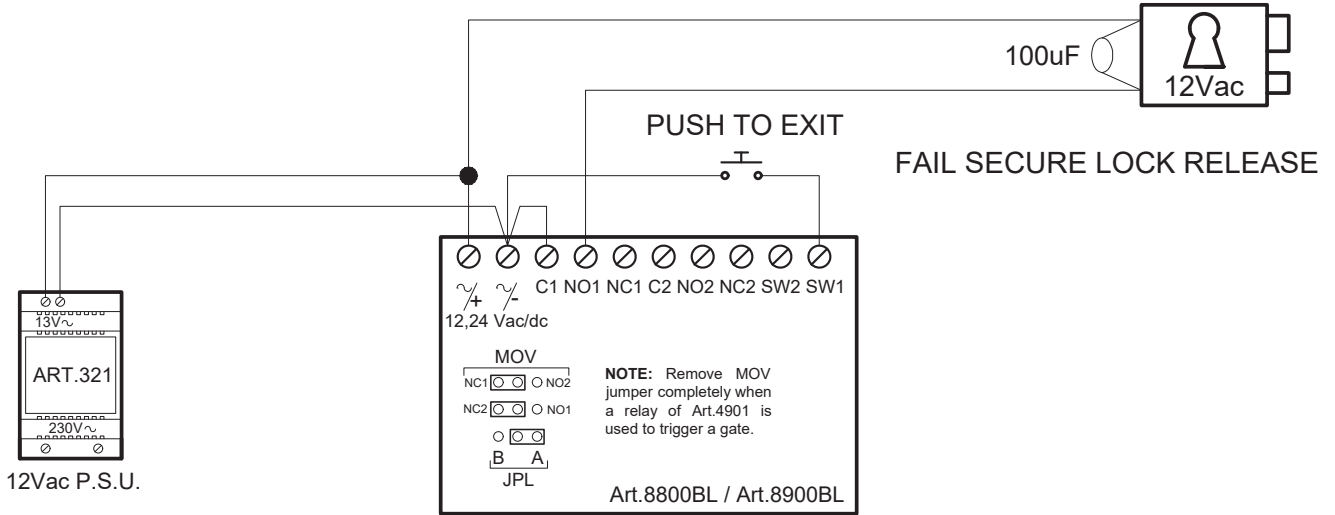 100uF
12Vac
PUSH TO EXIT
FAIL SECURE LOCK RELEASE
C1 NO1 NC1 C2 NO2 NC2 SW2 SW1
~/+ ~/-
12,24 Vac/dc
13V~
ART.321
230V~
12Vac P.S.U.
MOV
NC1 NO2
NC2 NO1
B A
JPL
NOTE: Remove MOV
jumper completely when
a relay of Art.4901 is
used to trigger a gate.
Art.8800BL / Art.8900BL